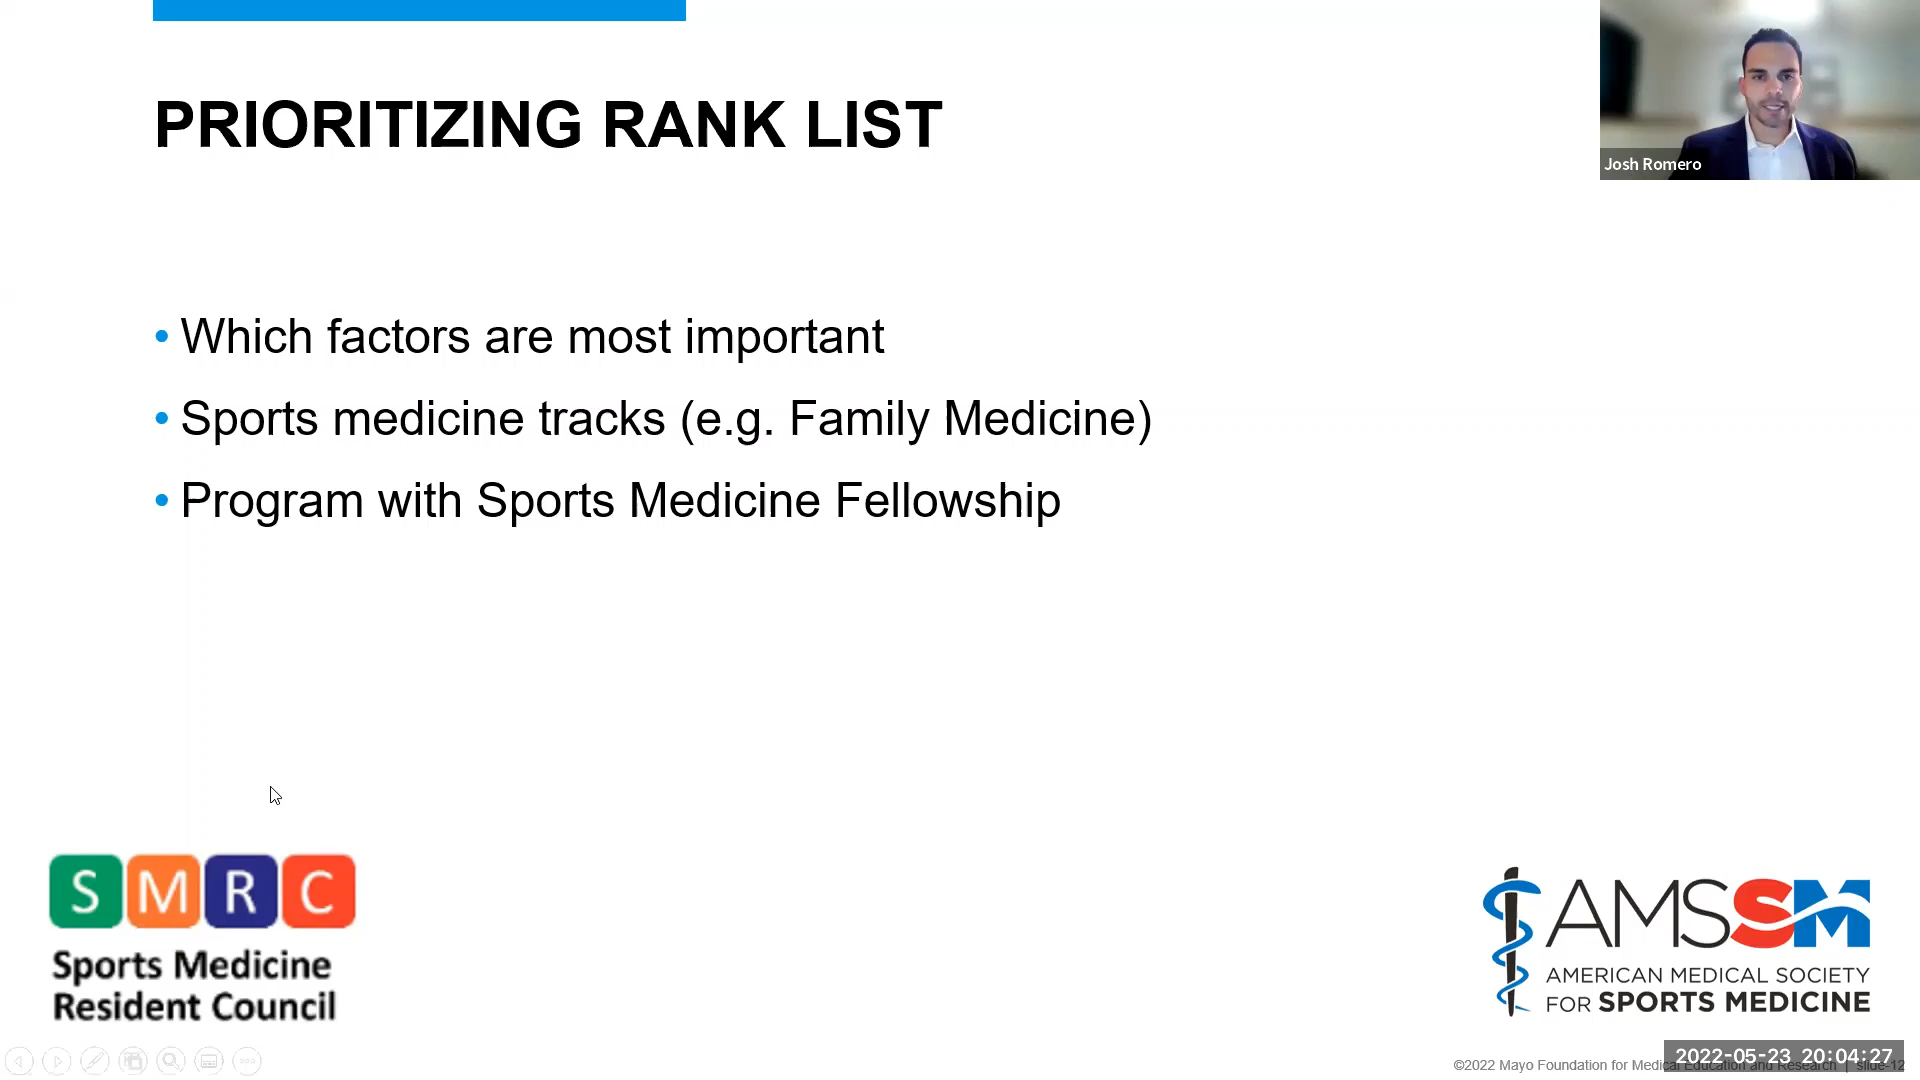 PRIORITIZING RANK LIST
Josh Romero
• Which factors are most important
• Sports medicine tracks (e.g. Family Medicine)
• Program with Sports Medicine Fellowship
SMRC
Sports Medicine
Resident Council
AMSSM
AMERICAN MEDICAL SOCIETY
FOR SPORTS MEDICINE
2022-05-23 20:04:27
©2022 Mayo Foundation for Medical Education and Research | slide-12